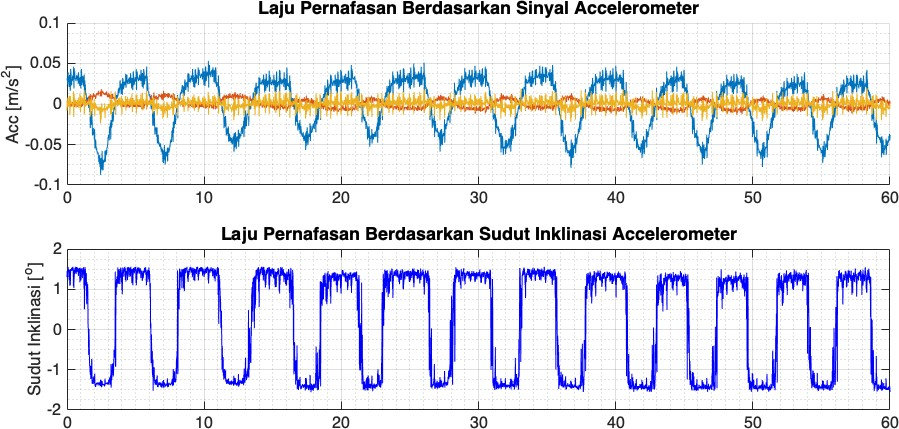 Laju Pernafasan Berdasarkan Sinyal Accelerometer
0.1
0.05
0
-0.05
-0.1
Acc [m/s²]
0 10 20 30 40 50 60
Laju Pernafasan Berdasarkan Sudut Inklinasi Accelerometer
2
1
0
-1
-2
Sudut Inklinasi [°]
0 10 20 30 40 50 60